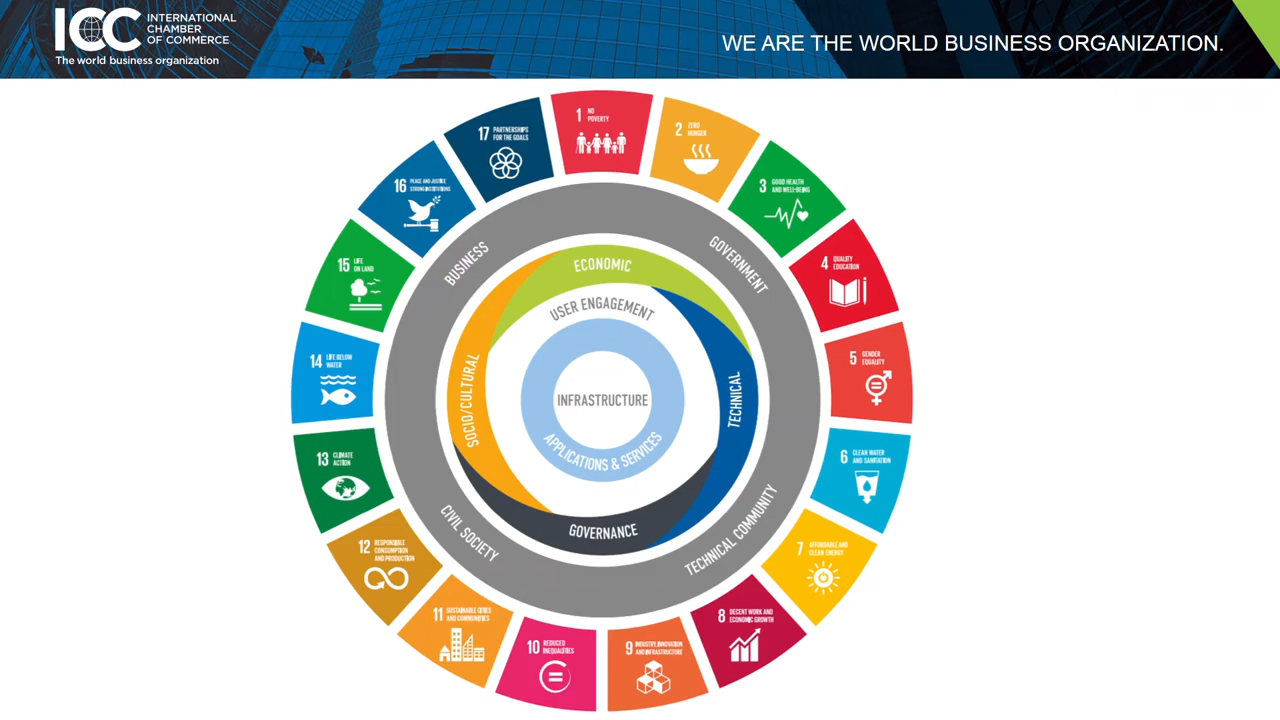 ICC INTERNATIONAL
CHAMBER
OF COMMERCE
The world business organization
WE ARE THE WORLD BUSINESS ORGANIZATION.
1 NO
POVERTY
2 ZERO
HUNGER
3 GOOD HEALTH
AND WELL-BEING
4 QUALITY
EDUCATION
5 GENDER
EQUALITY
6 CLEAN WATER
AND SANITATION
7 AFFORDABLE AND
CLEAN ENERGY
8 DECENT WORK AND
ECONOMIC GROWTH
9 INDUSTRY, INNOVATION
AND INFRASTRUCTURE
10 REDUCED
INEQUALITIES
11 SUSTAINABLE CITIES
AND COMMUNITIES
12 RESPONSIBLE
CONSUMPTION
AND PRODUCTION
13 CLIMATE
ACTION
14 LIFE BELOW
WATER
15 LIFE
ON LAND
16 PEACE AND JUSTICE
STRONG INSTITUTIONS
17 PARTNERSHIPS
FOR THE GOALS
BUSINESS
GOVERNMENT
TECHNICAL COMMUNITY
CIVIL SOCIETY
ECONOMIC
TECHNICAL
GOVERNANCE
SOCIO/CULTURAL
USER ENGAGEMENT
INFRASTRUCTURE
APPLICATIONS & SERVICES